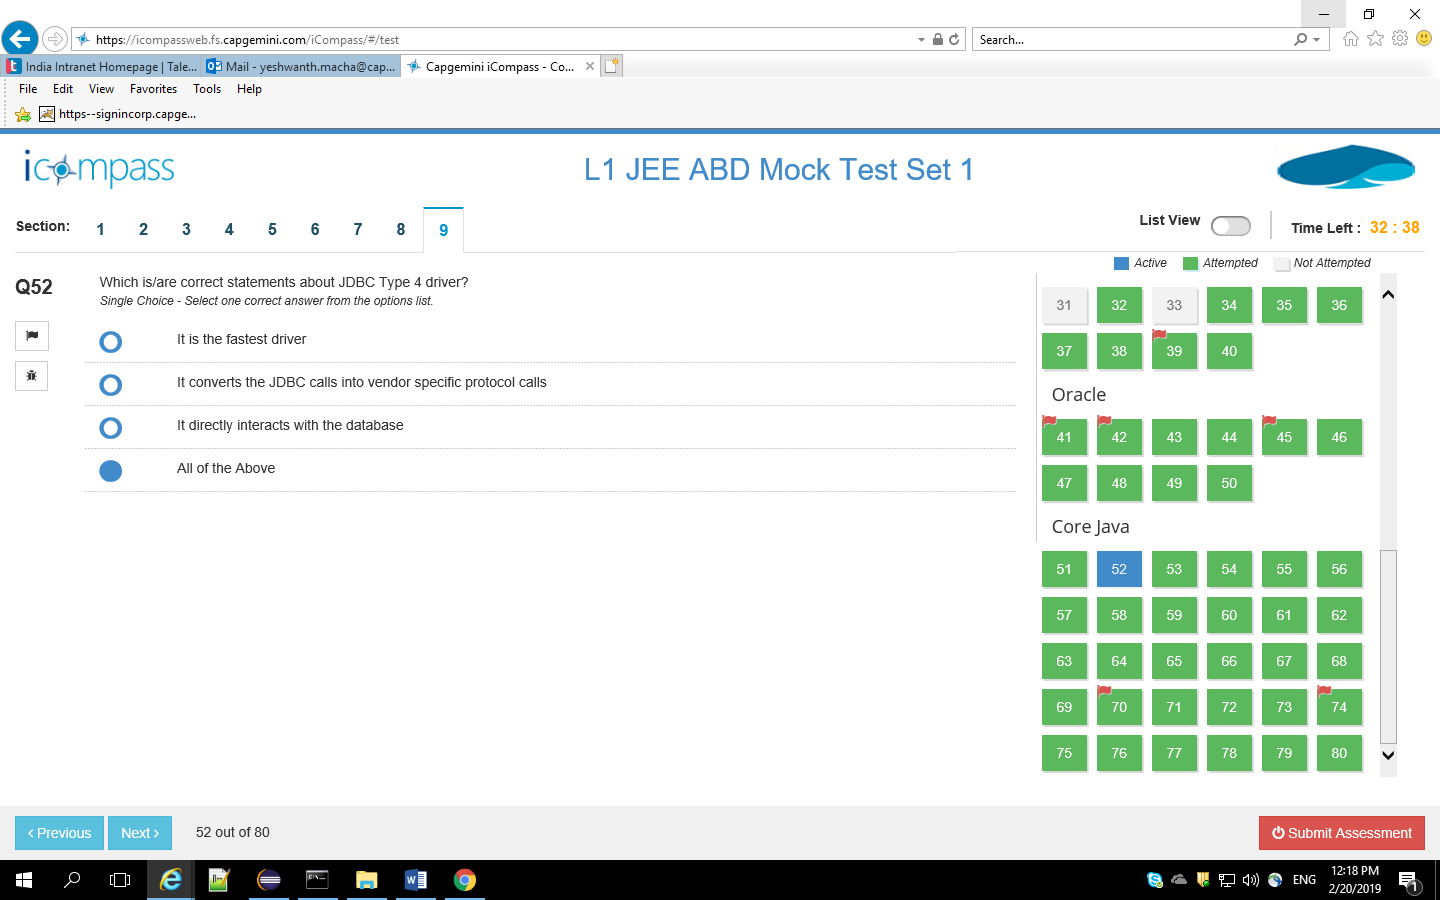 https://icompassweb.fs.capgemini.com/iCompass/#/test
Search...
India Intranet Homepage | Tale...
Mail - yeshwanth.macha@cap...
Capgemini iCompass - Co...
File Edit View Favorites Tools Help
https--signincorp.capge...
icompass
L1 JEE ABD Mock Test Set 1
Section: 1 2 3 4 5 6 7 8 9
List View
Time Left : 32 : 38
Active Attempted Not Attempted
Q52
Which is/are correct statements about JDBC Type 4 driver?
Single Choice - Select one correct answer from the options list.
It is the fastest driver
It converts the JDBC calls into vendor specific protocol calls
It directly interacts with the database
All of the Above
31 32 33 34 35 36
37 38 39 40
Oracle
41 42 43 44 45 46
47 48 49 50
Core Java
51 52 53 54 55 56
57 58 59 60 61 62
63 64 65 66 67 68
69 70 71 72 73 74
75 76 77 78 79 80
Previous
Next
52 out of 80
Submit Assessment
ENG
12:18 PM
2/20/2019
1